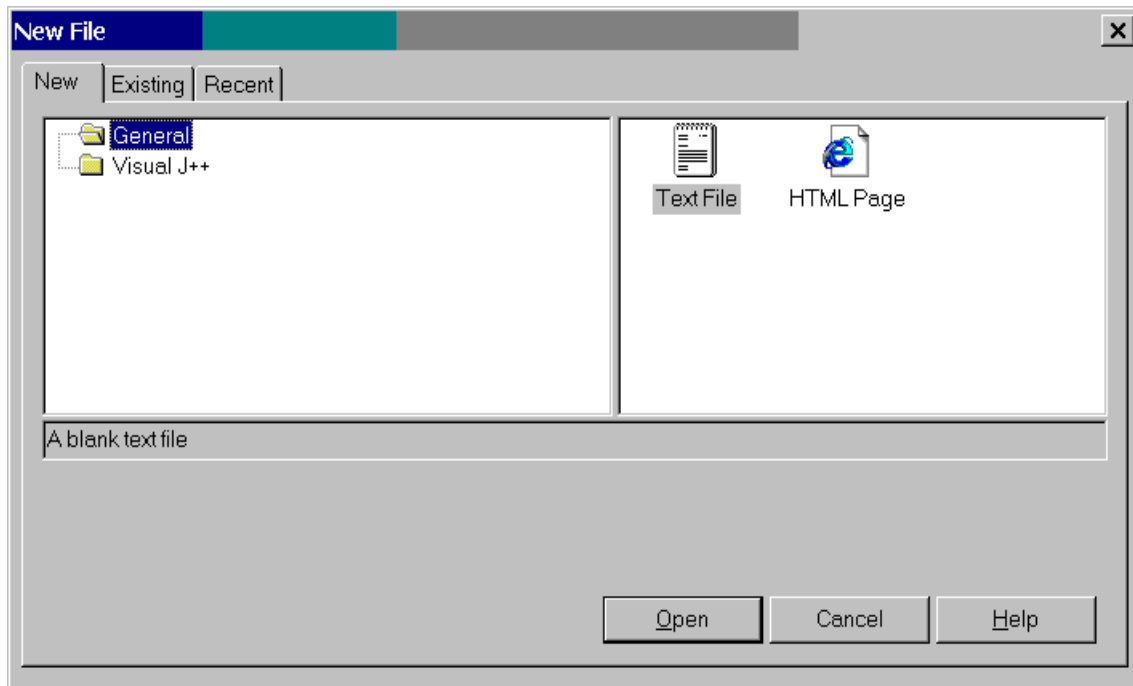 New File
New Existing Recent
General
Visual J++
Text File HTML Page
A blank text file
Open Cancel Help